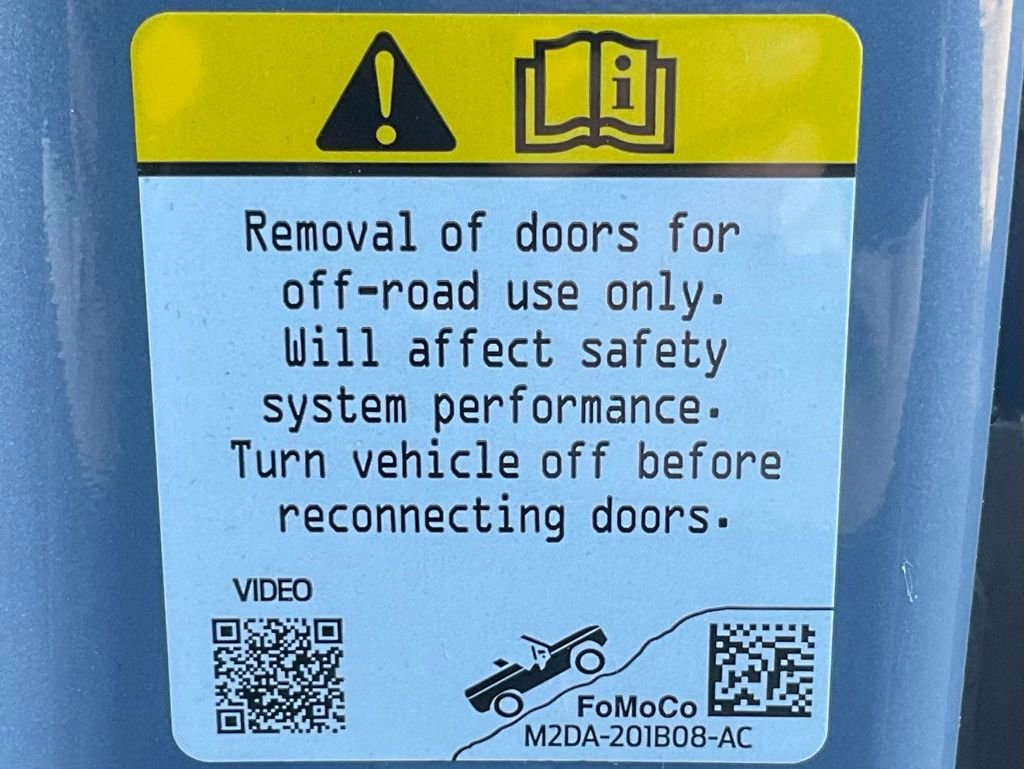 Removal of doors for
off-road use only.
Will affect safety
system performance.
Turn vehicle off before
reconnecting doors.
VIDEO
FoMoCo
M2DA-201B08-AC